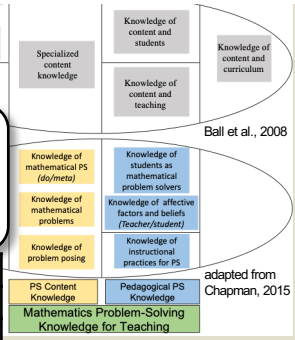 Knowledge of
content and
students
Specialized
content
knowledge
Knowledge of
content and
curriculum
Knowledge of
content and
teaching
Ball et al., 2008
Knowledge of
mathematical PS
(do/meta)
Knowledge of
students as
mathematical
problem solvers
Knowledge of
mathematical
problems
Knowledge of affective
factors and beliefs
(Teacher/student)
Knowledge of
problem posing
Knowledge of
instructional
practices for PS
adapted from
Chapman, 2015
PS Content
Knowledge
Pedagogical PS
Knowledge
Mathematics Problem-Solving
Knowledge for Teaching